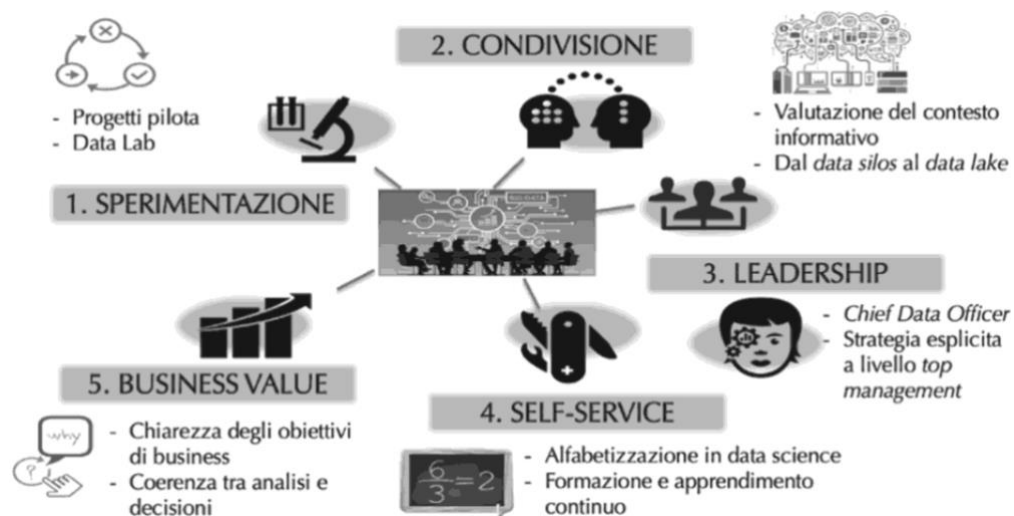 - Progetti pilota
- Data Lab
1. SPERIMENTAZIONE
2. CONDIVISIONE
- Valutazione del contesto
informativo
- Dal data silos al data lake
3. LEADERSHIP
- Chief Data Officer
- Strategia esplicita
a livello top
management
4. SELF-SERVICE
6
3 = 2
- Alfabetizzazione in data science
- Formazione e apprendimento
continuo
5. BUSINESS VALUE
why
?
- Chiarezza degli obiettivi
di business
- Coerenza tra analisi e
decisioni